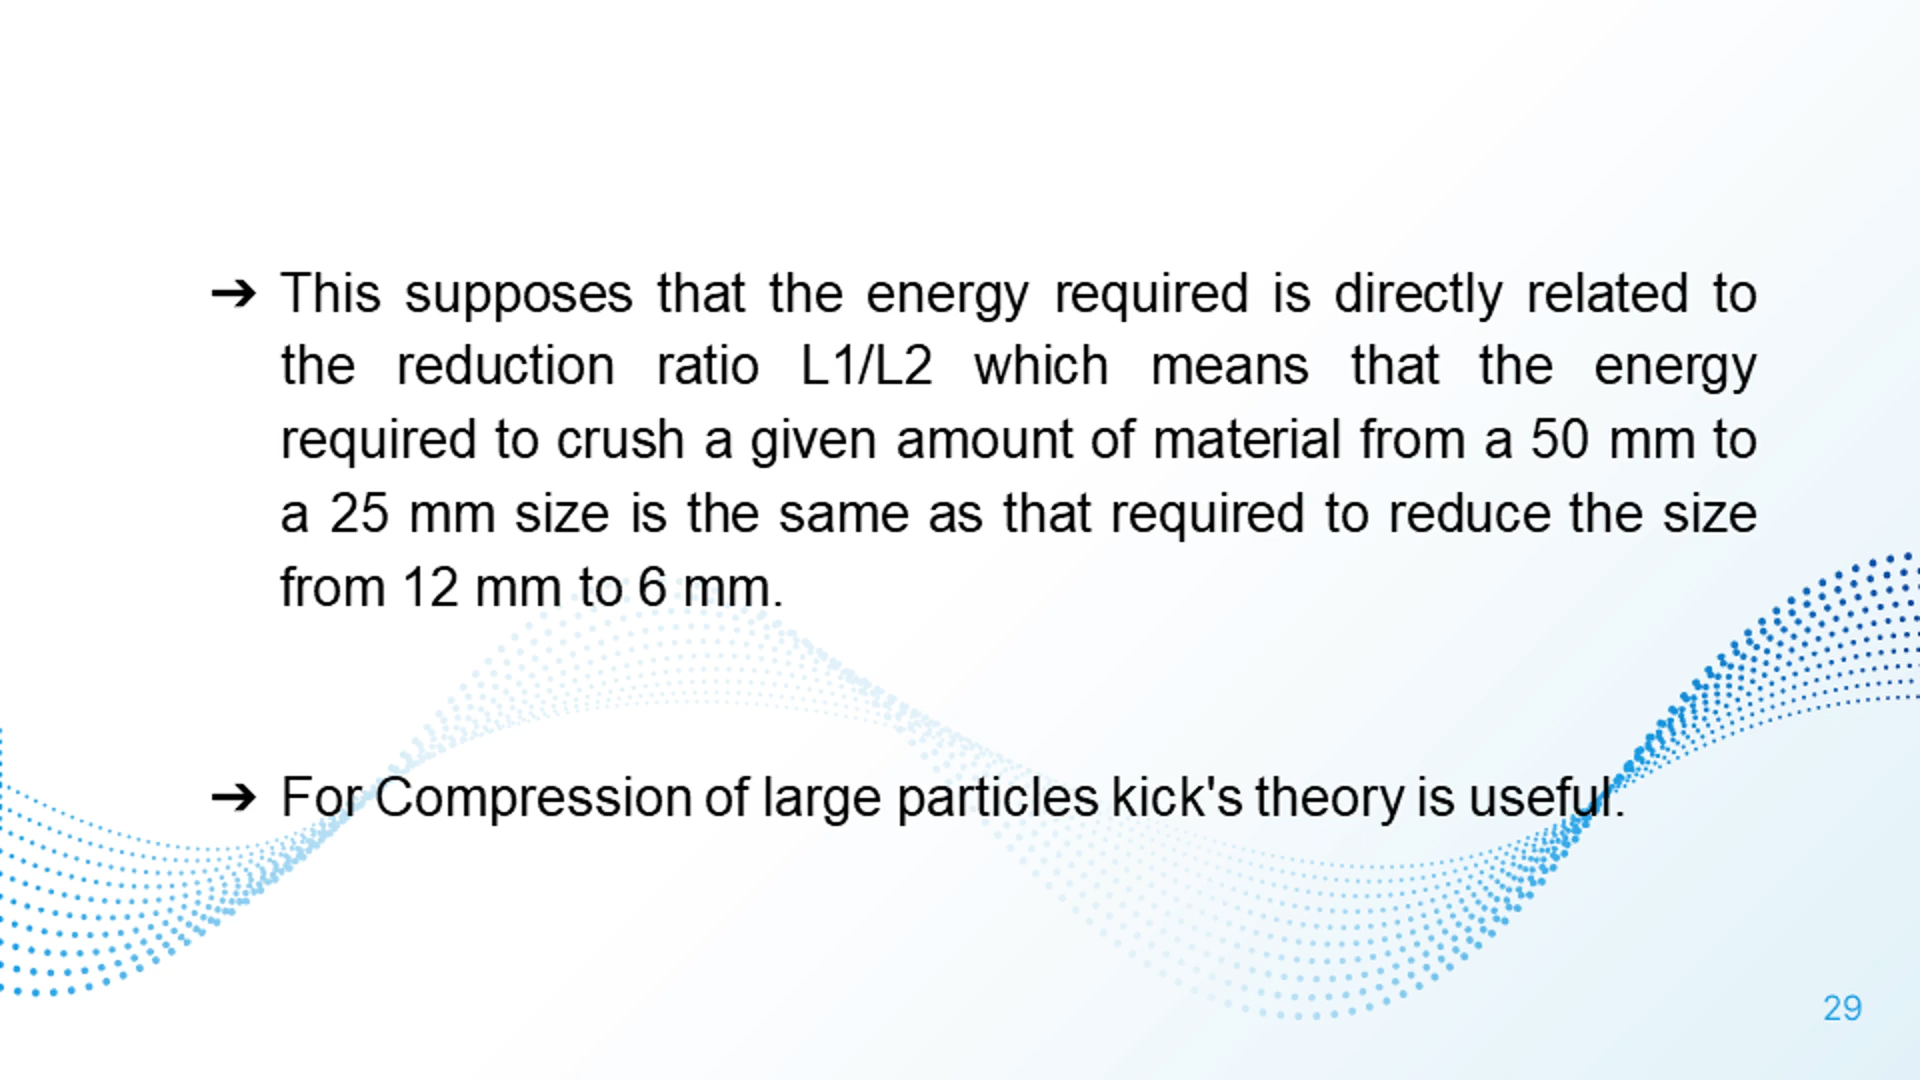 ➔ This supposes that the energy required is directly related to
the reduction ratio L1/L2 which means that the energy
required to crush a given amount of material from a 50 mm to
a 25 mm size is the same as that required to reduce the size
from 12 mm to 6 mm.
➔ For Compression of large particles kick's theory is useful.
29